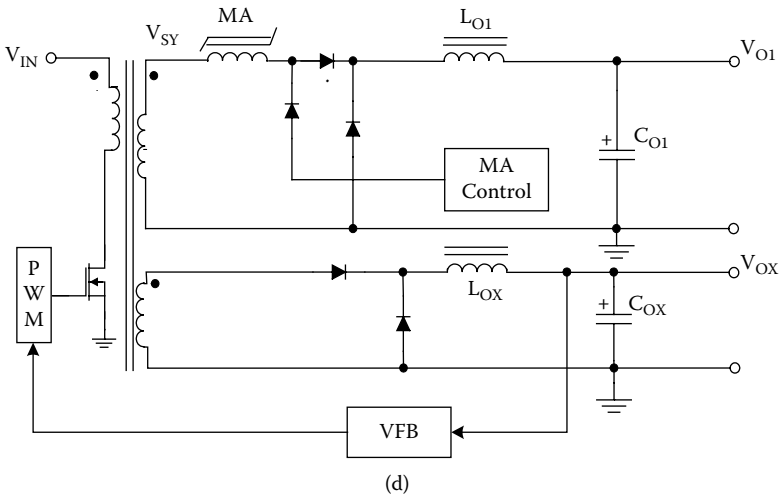 MA
L_O1
V_IN
V_SY
V_O1
+
C_O1
MA
Control
P
W
M
V_OX
L_OX
+
C_OX
VFB
(d)